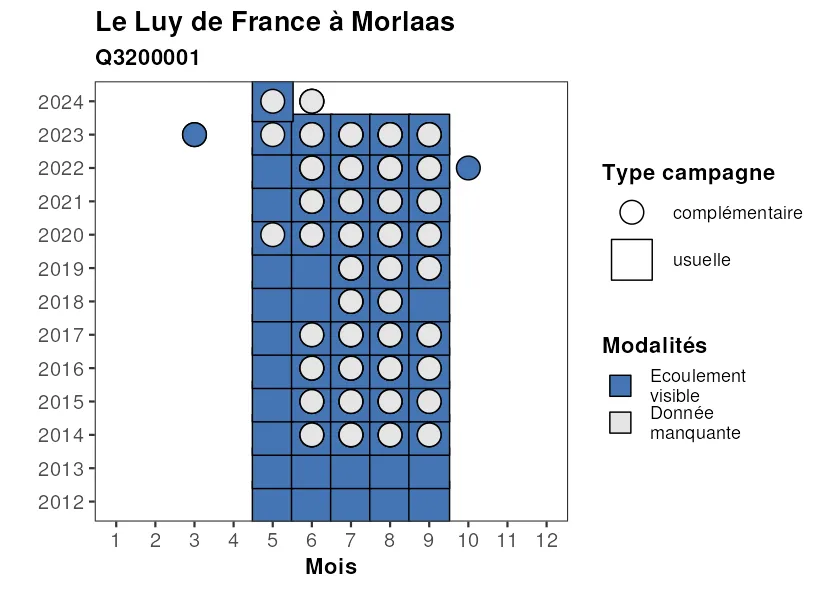 Le Luy de France à Morlaas
Q3200001
2024
2023
2022
2021
2020
2019
2018
2017
2016
2015
2014
2013
2012
1 2 3 4 5 6 7 8 9 10 11 12
Mois
Type campagne
complémentaire
usuelle
Modalités
Ecoulement
visible
Donnée
manquante